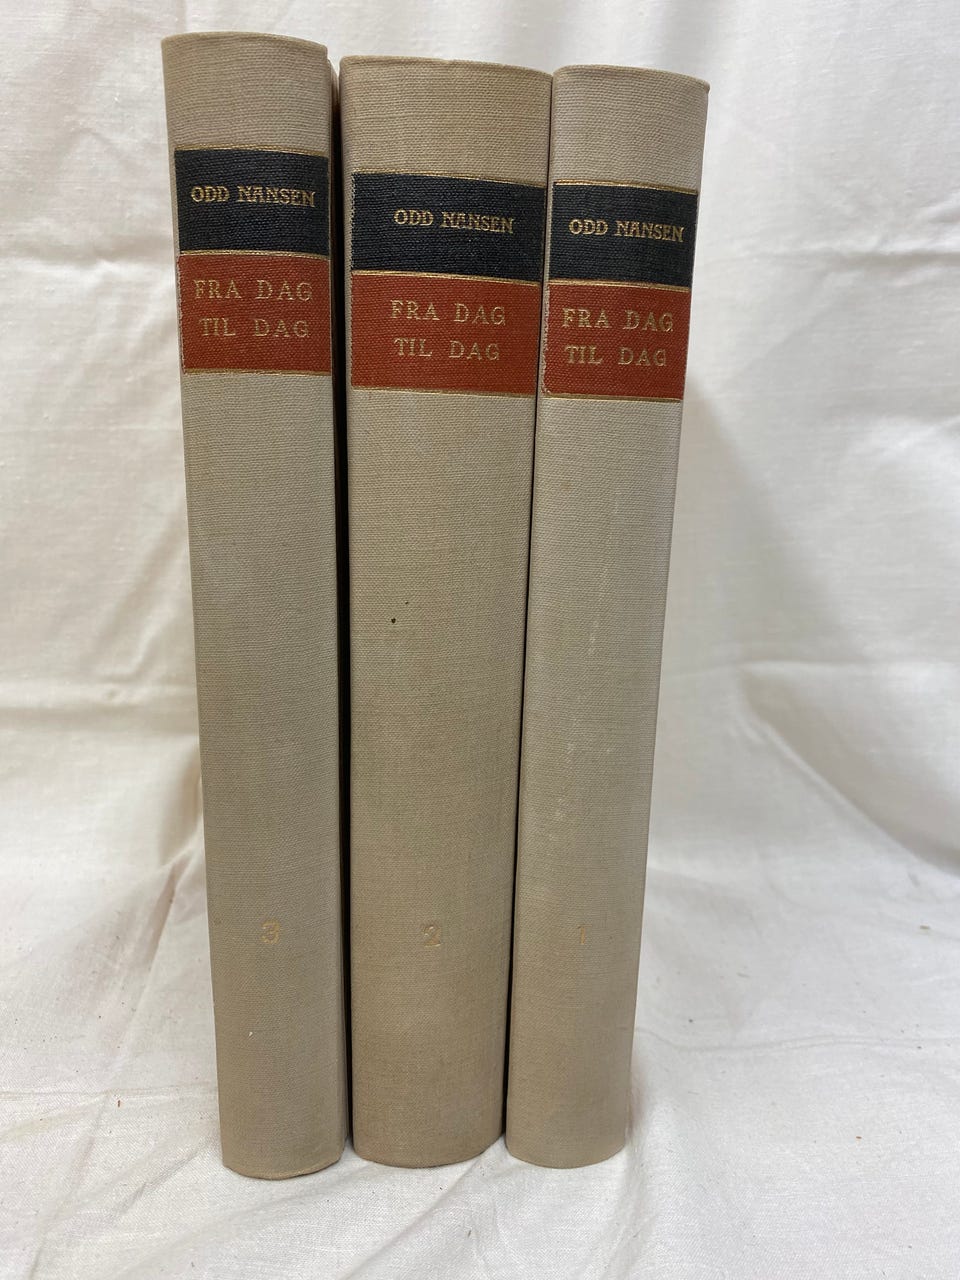 ODD NANSEN
FRA DAG
TIL DAG
3
ODD NANSEN
FRA DAG
TIL DAG
2
ODD NANSEN
FRA DAG
TIL DAG
1